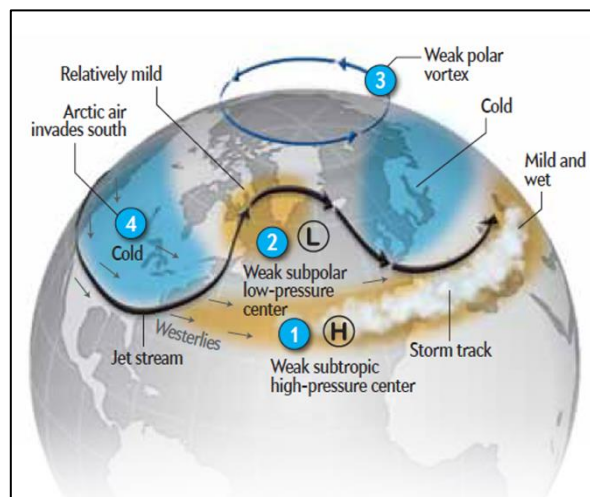 Weak polar
vortex
3
Relatively mild
Cold
Arctic air
invades south
Mild and
wet
4
Cold
2
L
Weak subpolar
low-pressure
center
Westerlies
1
H
Jet stream
Storm track
Weak subtropic
high-pressure center